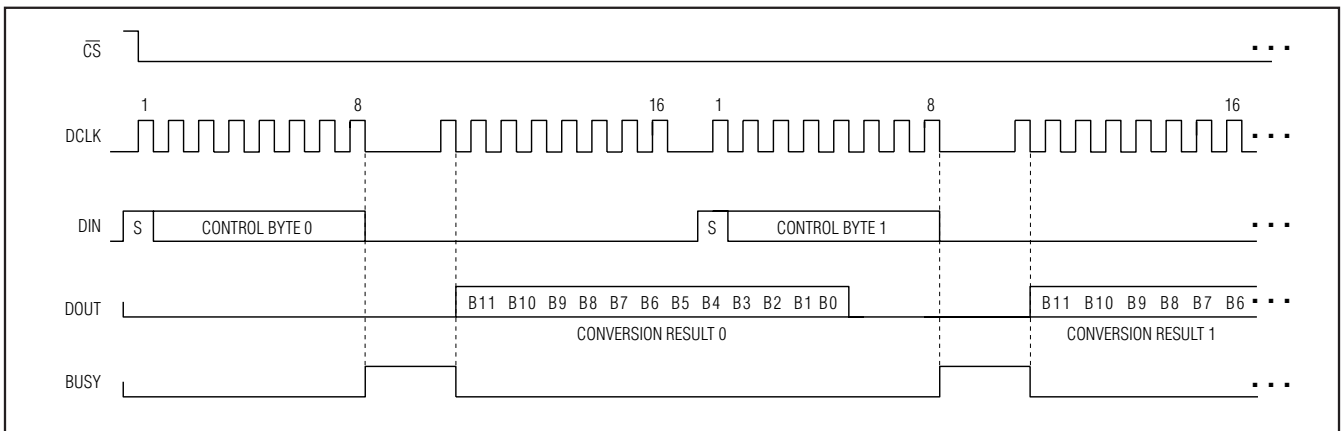 CS ...
1 8 16 1 8 16
DCLK ...
DIN S CONTROL BYTE 0 S CONTROL BYTE 1 ...
DOUT B11 B10 B9 B8 B7 B6 B5 B4 B3 B2 B1 B0 B11 B10 B9 B8 B7 B6 ...
CONVERSION RESULT 0 CONVERSION RESULT 1
BUSY ...